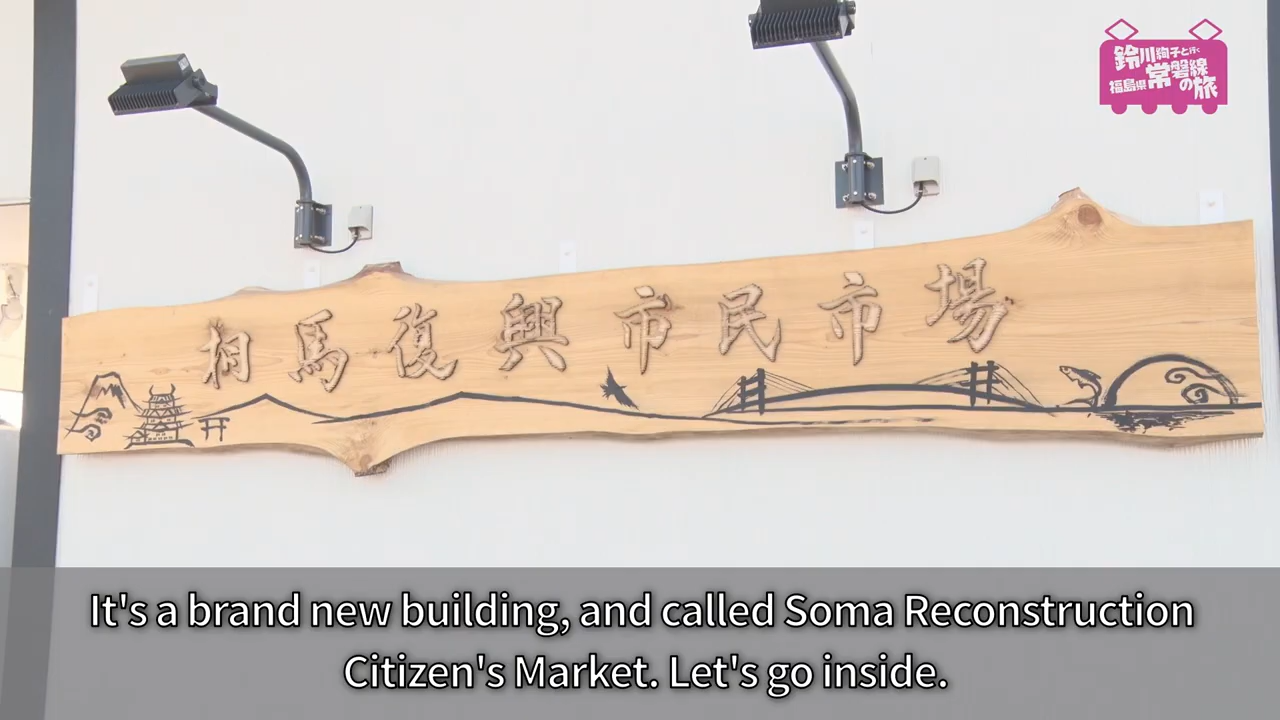 鈴川絢子と行く
福島県常磐線の旅
相馬復興市民市場
It's a brand new building, and called Soma Reconstruction
Citizen's Market. Let's go inside.